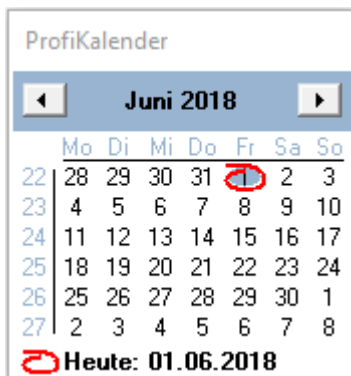 ProfiKalender
Juni 2018
Mo Di Mi Do Fr Sa So
22 28 29 30 31 1 2 3
23 4 5 6 7 8 9 10
24 11 12 13 14 15 16 17
25 18 19 20 21 22 23 24
26 25 26 27 28 29 30 1
27 2 3 4 5 6 7 8
Heute: 01.06.2018